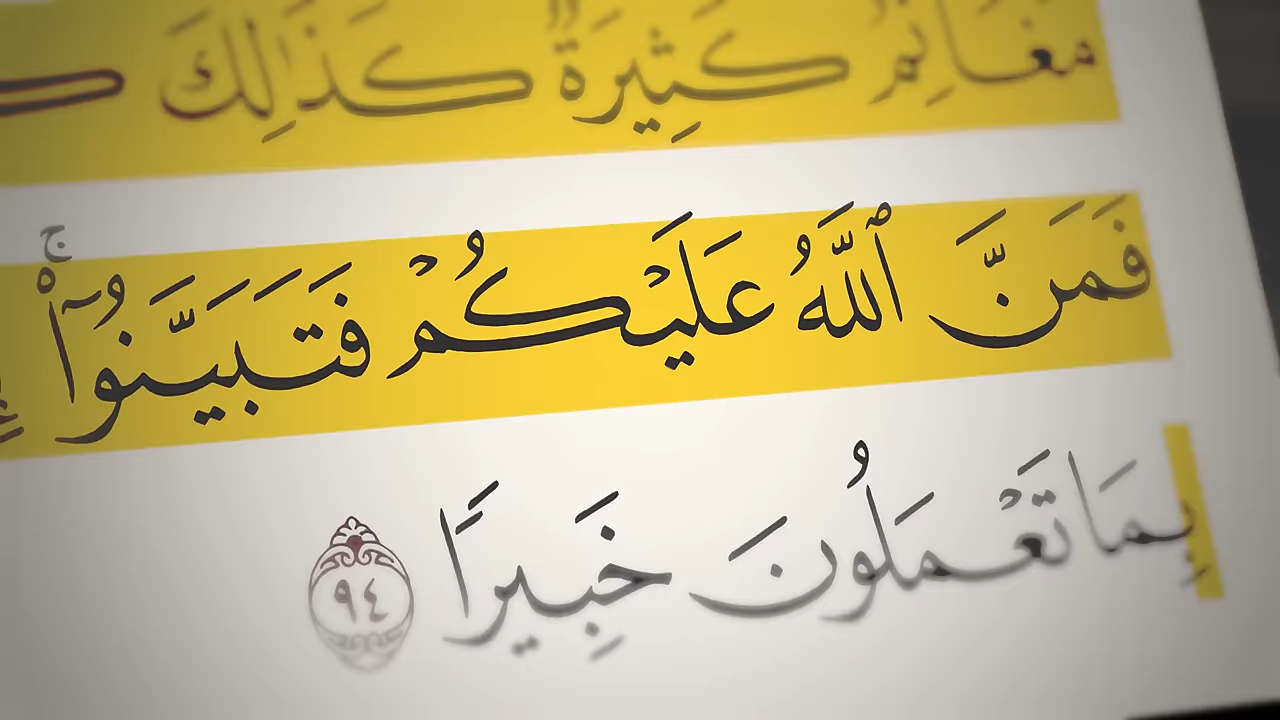 مَغَانِمُ كَثِيرَةٌ كَذَٰلِكَ
فَمَنَّ ٱللَّهُ عَلَيْكُمْ فَتَبَيَّنُوٓا۟ ۚ
بِمَا تَعْمَلُونَ خَبِيرًا ٩٤